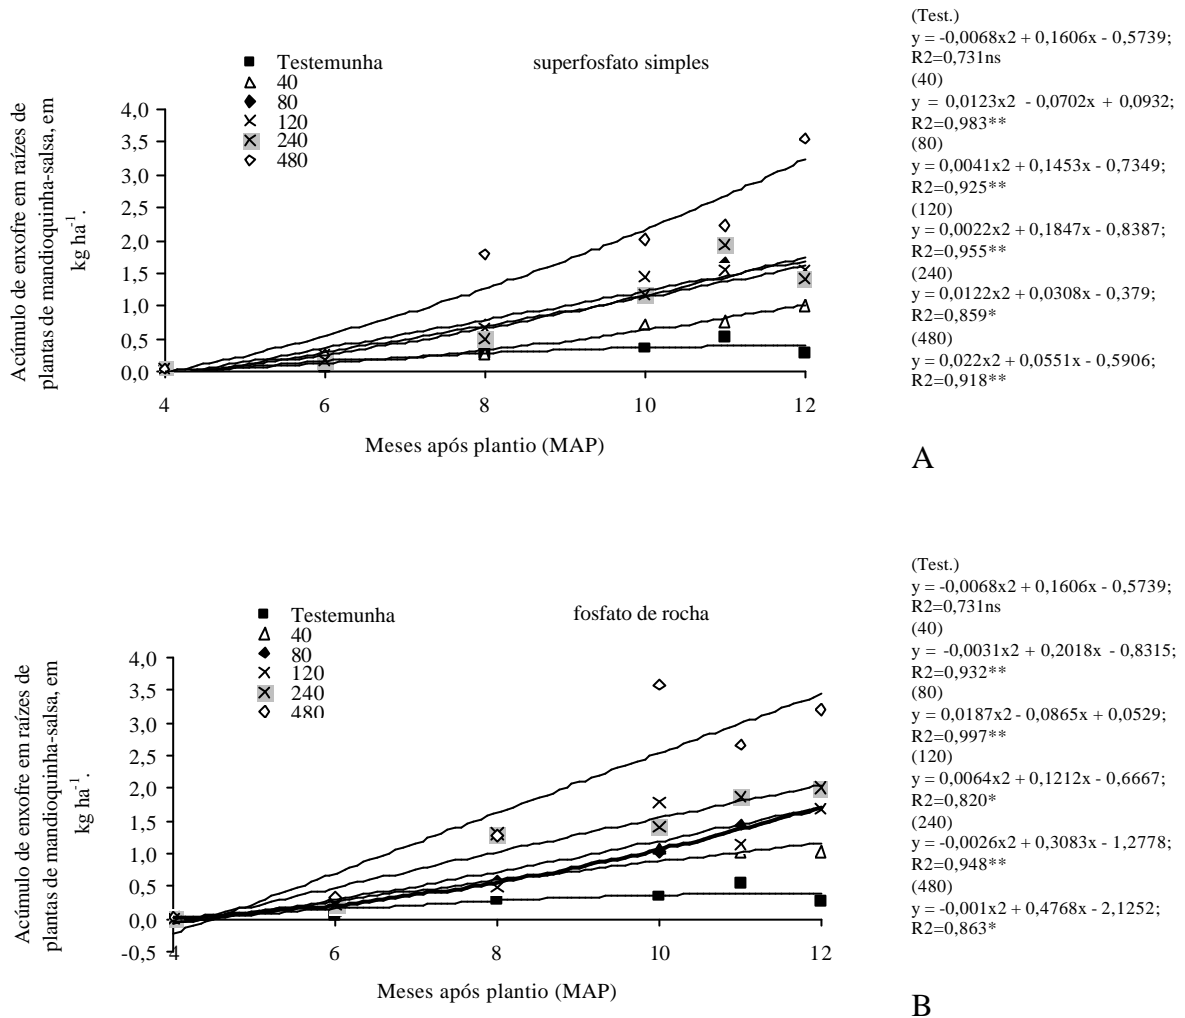 (Test.)
y = -0,0068x2 + 0,1606x - 0,5739;
R2=0,731ns
(40)
y = 0,0123x2 - 0,0702x + 0,0932;
R2=0,983**
(80)
y = 0,0041x2 + 0,1453x - 0,7349;
R2=0,925**
(120)
y = 0,0022x2 + 0,1847x - 0,8387;
R2=0,955**
(240)
y = 0,0122x2 + 0,0308x - 0,379;
R2=0,859*
(480)
y = 0,022x2 + 0,0551x - 0,5906;
R2=0,918**
A
superfosfato simples
Testemunha
40
80
120
240
480
Acúmulo de enxofre em raízes de
plantas de mandioquinha-salsa, em
kg ha-1.
4,0
3,5
3,0
2,5
2,0
1,5
1,0
0,5
0,0
4 6 8 10 12
Meses após plantio (MAP)
(Test.)
y = -0,0068x2 + 0,1606x - 0,5739;
R2=0,731ns
(40)
y = -0,0031x2 + 0,2018x - 0,8315;
R2=0,932**
(80)
y = 0,0187x2 - 0,0865x + 0,0529;
R2=0,997**
(120)
y = 0,0064x2 + 0,1212x - 0,6667;
R2=0,820*
(240)
y = -0,0026x2 + 0,3083x - 1,2778;
R2=0,948**
(480)
y = -0,001x2 + 0,4768x - 2,1252;
R2=0,863*
B
fosfato de rocha
Testemunha
40
80
120
240
480
Acúmulo de enxofre em raízes de
plantas de mandioquinha-salsa, em
kg ha-1.
4,0
3,5
3,0
2,5
2,0
1,5
1,0
0,5
0,0
-0,5
4 6 8 10 12
Meses após plantio (MAP)